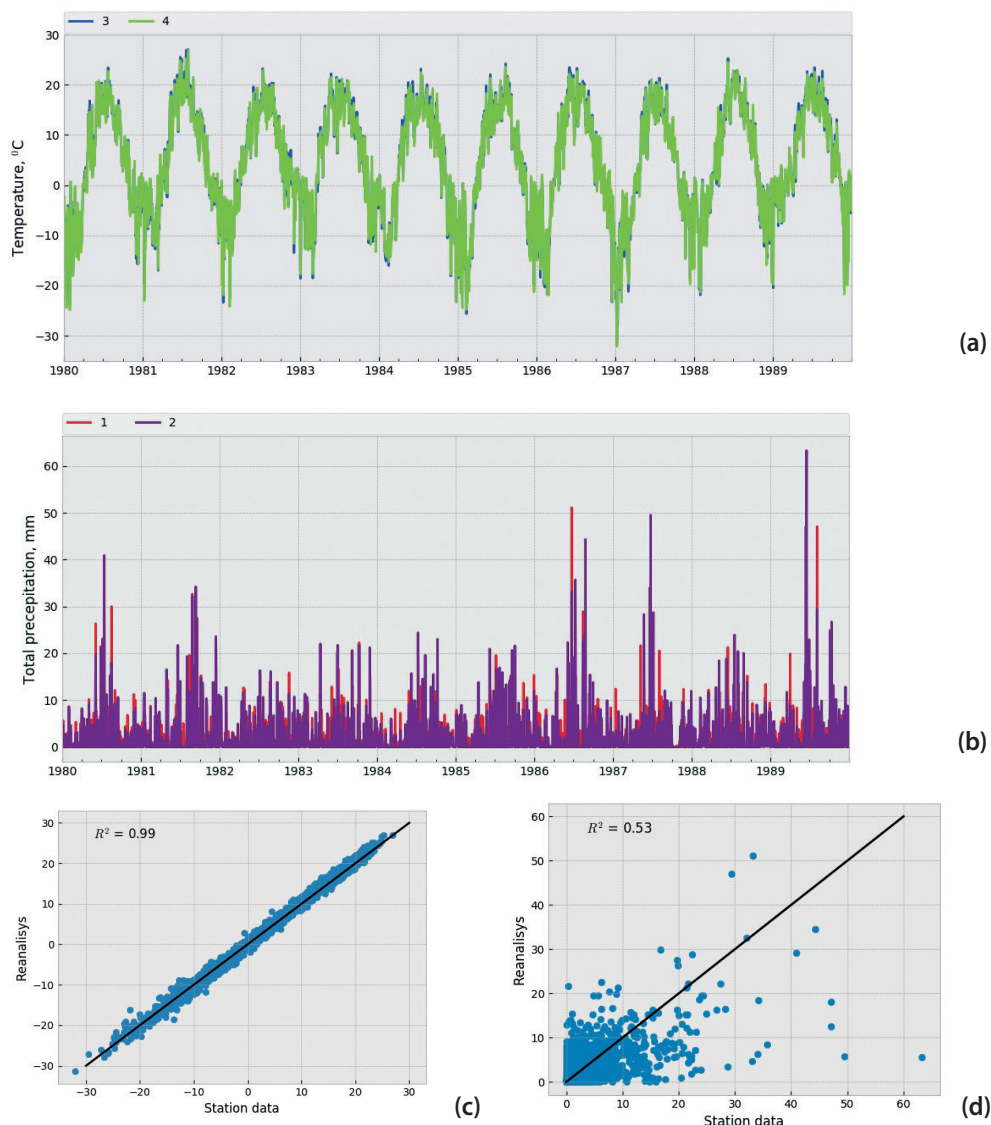 3 4
30
20
10
0
−10
−20
−30
Temperature, ⁰C
1980 1981 1982 1983 1984 1985 1986 1987 1988 1989
(a)
1 2
60
50
40
30
20
10
0
Total precepitation, mm
1980 1981 1982 1983 1984 1985 1986 1987 1988 1989
(b)
R² = 0.99
30
20
10
0
−10
−20
−30
Reanalisys
−30 −20 −10 0 10 20 30
Station data
(c)
R² = 0.53
60
50
40
30
20
10
0
Reanalisys
0 10 20 30 40 50 60
Station data
(d)